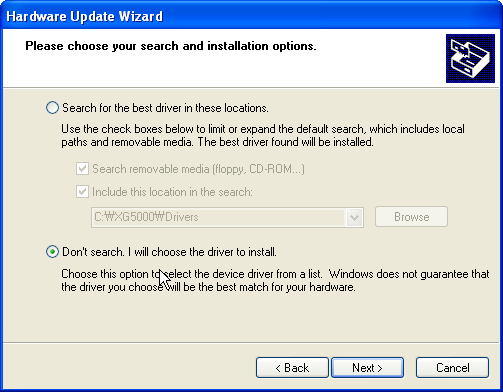 Hardware Update Wizard
Please choose your search and installation options.
Search for the best driver in these locations.
Use the check boxes below to limit or expand the default search, which includes local
paths and removable media. The best driver found will be installed.
Search removable media (floppy, CD-ROM...)
Include this location in the search:
C:₩XG5000₩Drivers
Browse
Don't search. I will choose the driver to install.
Choose this option to select the device driver from a list. Windows does not guarantee that
the driver you choose will be the best match for your hardware.
< Back
Next >
Cancel